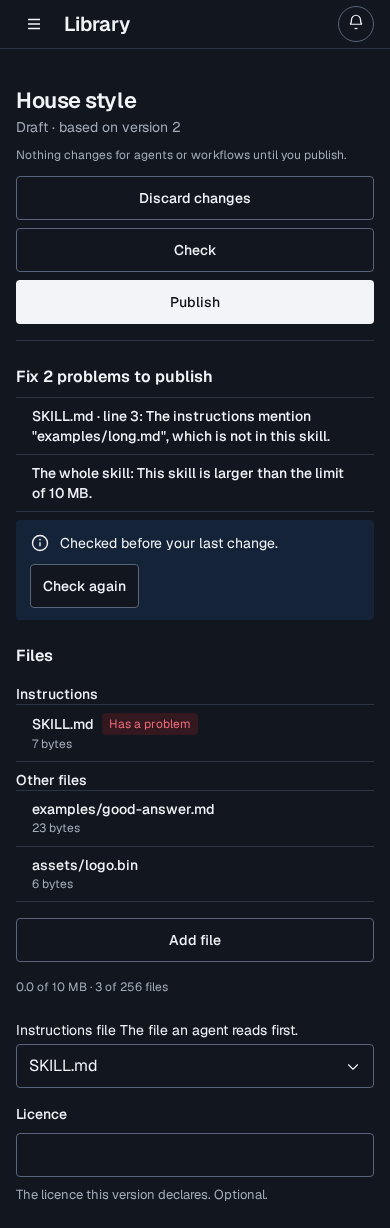 Library
House style
Draft · based on version 2
Nothing changes for agents or workflows until you publish.
Discard changes
Check
Publish
Fix 2 problems to publish
SKILL.md · line 3: The instructions mention
"examples/long.md", which is not in this skill.
The whole skill: This skill is larger than the limit
of 10 MB.
Checked before your last change.
Check again
Files
Instructions
SKILL.md Has a problem
7 bytes
Other files
examples/good-answer.md
23 bytes
assets/logo.bin
6 bytes
Add file
0.0 of 10 MB · 3 of 256 files
Instructions file The file an agent reads first.
SKILL.md
Licence
The licence this version declares. Optional.